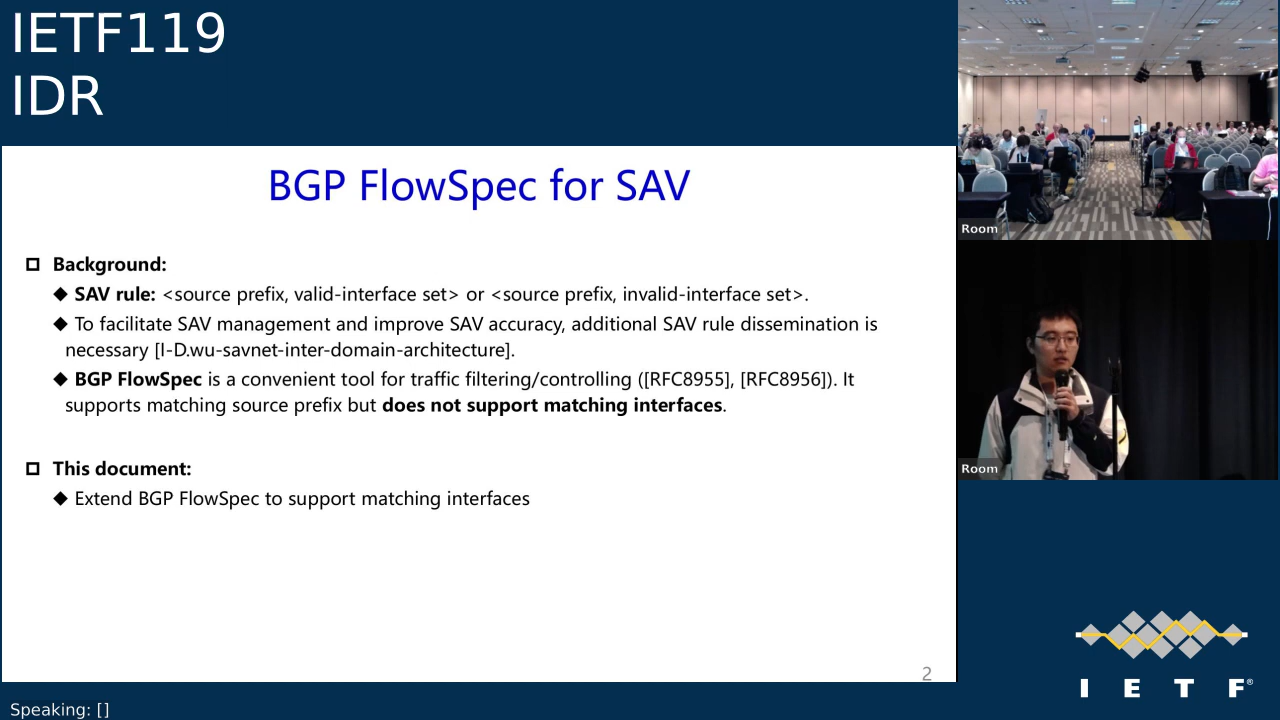 IETF119
IDR
BGP FlowSpec for SAV
Background:
◆ SAV rule: <source prefix, valid-interface set> or <source prefix, invalid-interface set>.
◆ To facilitate SAV management and improve SAV accuracy, additional SAV rule dissemination is
necessary [I-D.wu-savnet-inter-domain-architecture].
◆ BGP FlowSpec is a convenient tool for traffic filtering/controlling ([RFC8955], [RFC8956]). It
supports matching source prefix but does not support matching interfaces.
This document:
◆ Extend BGP FlowSpec to support matching interfaces
2
Room
Room
I E T F®
Speaking: []